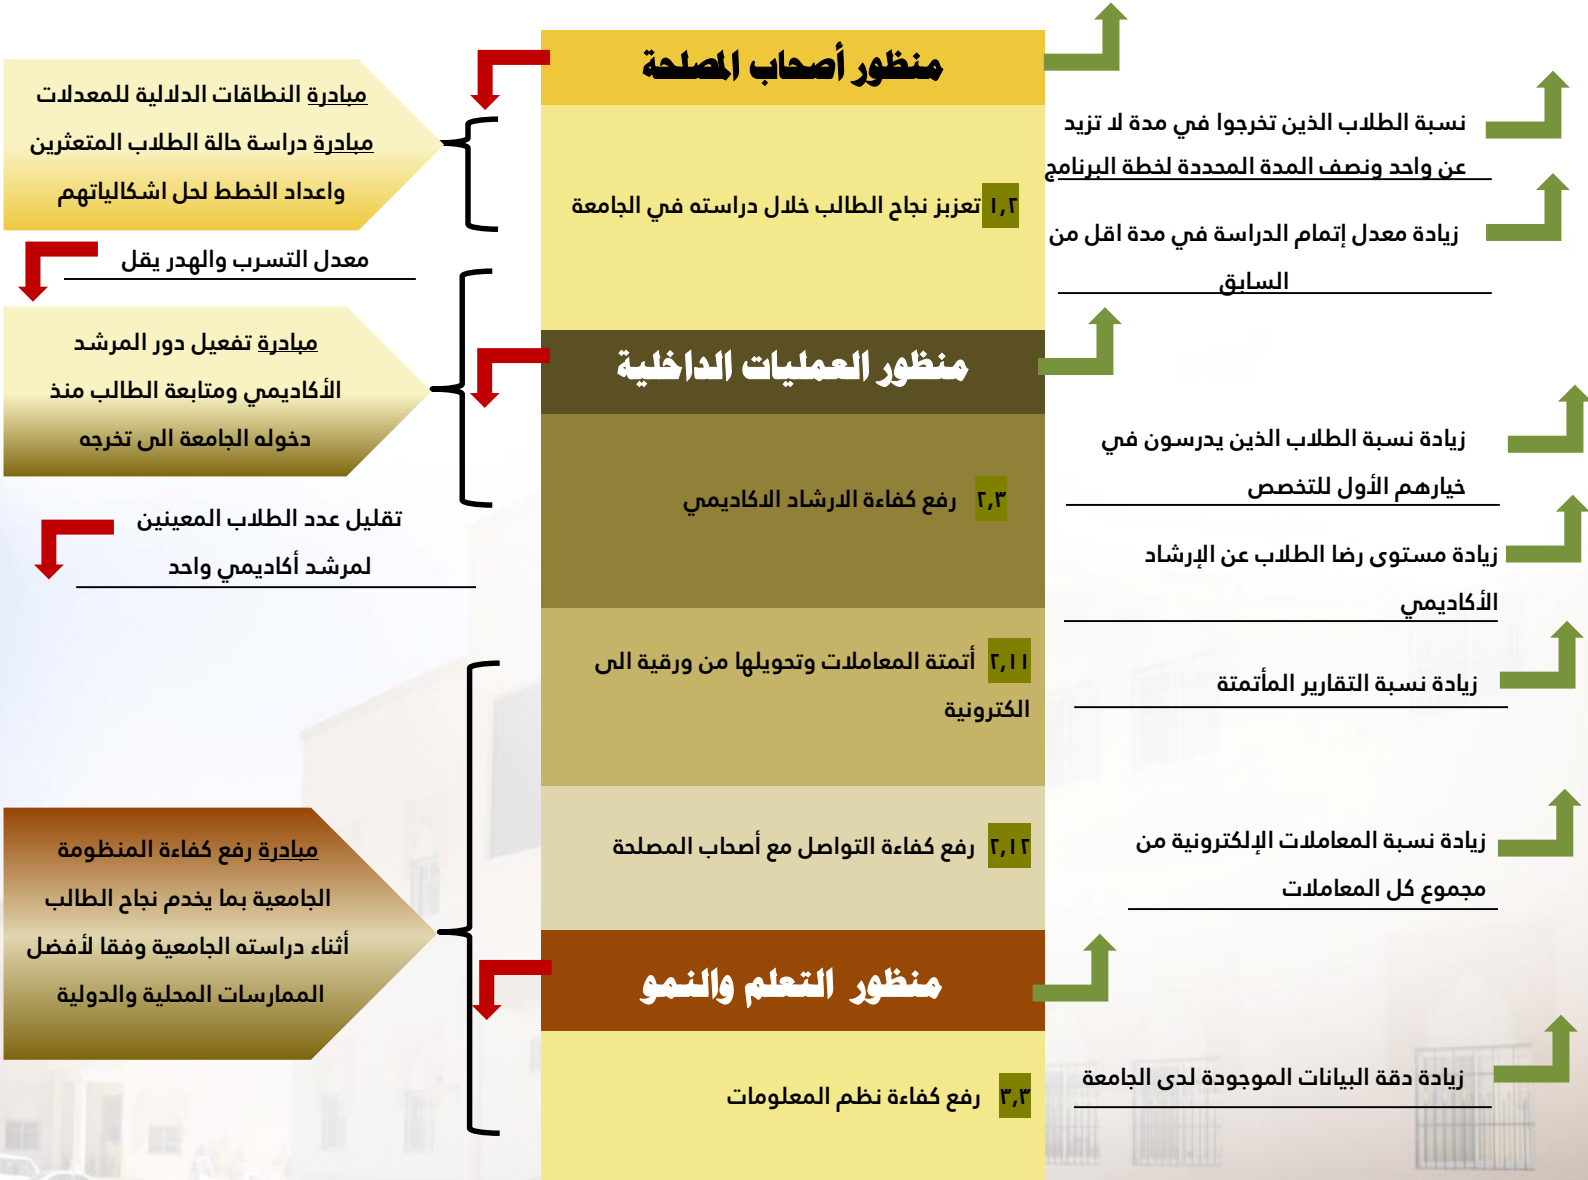 منظور أصحاب المصلحة
نسبة الطلاب الذين تخرجوا في مدة لا تزيد
عن واحد ونصف المدة المحددة لخطة البرنامج
زيادة معدل إتمام الدراسة في مدة اقل من
السابق
١,٢ تعزبز نجاح الطالب خلال دراسته في الجامعة
مبادرة النطاقات الدلالية للمعدلات
مبادرة دراسة حالة الطلاب المتعثرين
واعداد الخطط لحل اشكالياتهم
معدل التسرب والهدر يقل
منظور العمليات الداخلية
زيادة نسبة الطلاب الذين يدرسون في
خيارهم الأول للتخصص
زيادة مستوى رضا الطلاب عن الإرشاد
الأكاديمي
٢,٣ رفع كفاءة الارشاد الاكاديمي
مبادرة تفعيل دور المرشد
الأكاديمي ومتابعة الطالب منذ
دخوله الجامعة الى تخرجه
تقليل عدد الطلاب المعينين
لمرشد أكاديمي واحد
زيادة نسبة التقارير المأتمتة
٢,١١ أتمتة المعاملات وتحويلها من ورقية الى
الكترونية
زيادة نسبة المعاملات الإلكترونية من
مجموع كل المعاملات
٢,١٢ رفع كفاءة التواصل مع أصحاب المصلحة
مبادرة رفع كفاءة المنظومة
الجامعية بما يخدم نجاح الطالب
أثناء دراسته الجامعية وفقا لأفضل
الممارسات المحلية والدولية
منظور التعلم والنمو
زيادة دقة البيانات الموجودة لدى الجامعة
٣,٣ رفع كفاءة نظم المعلومات